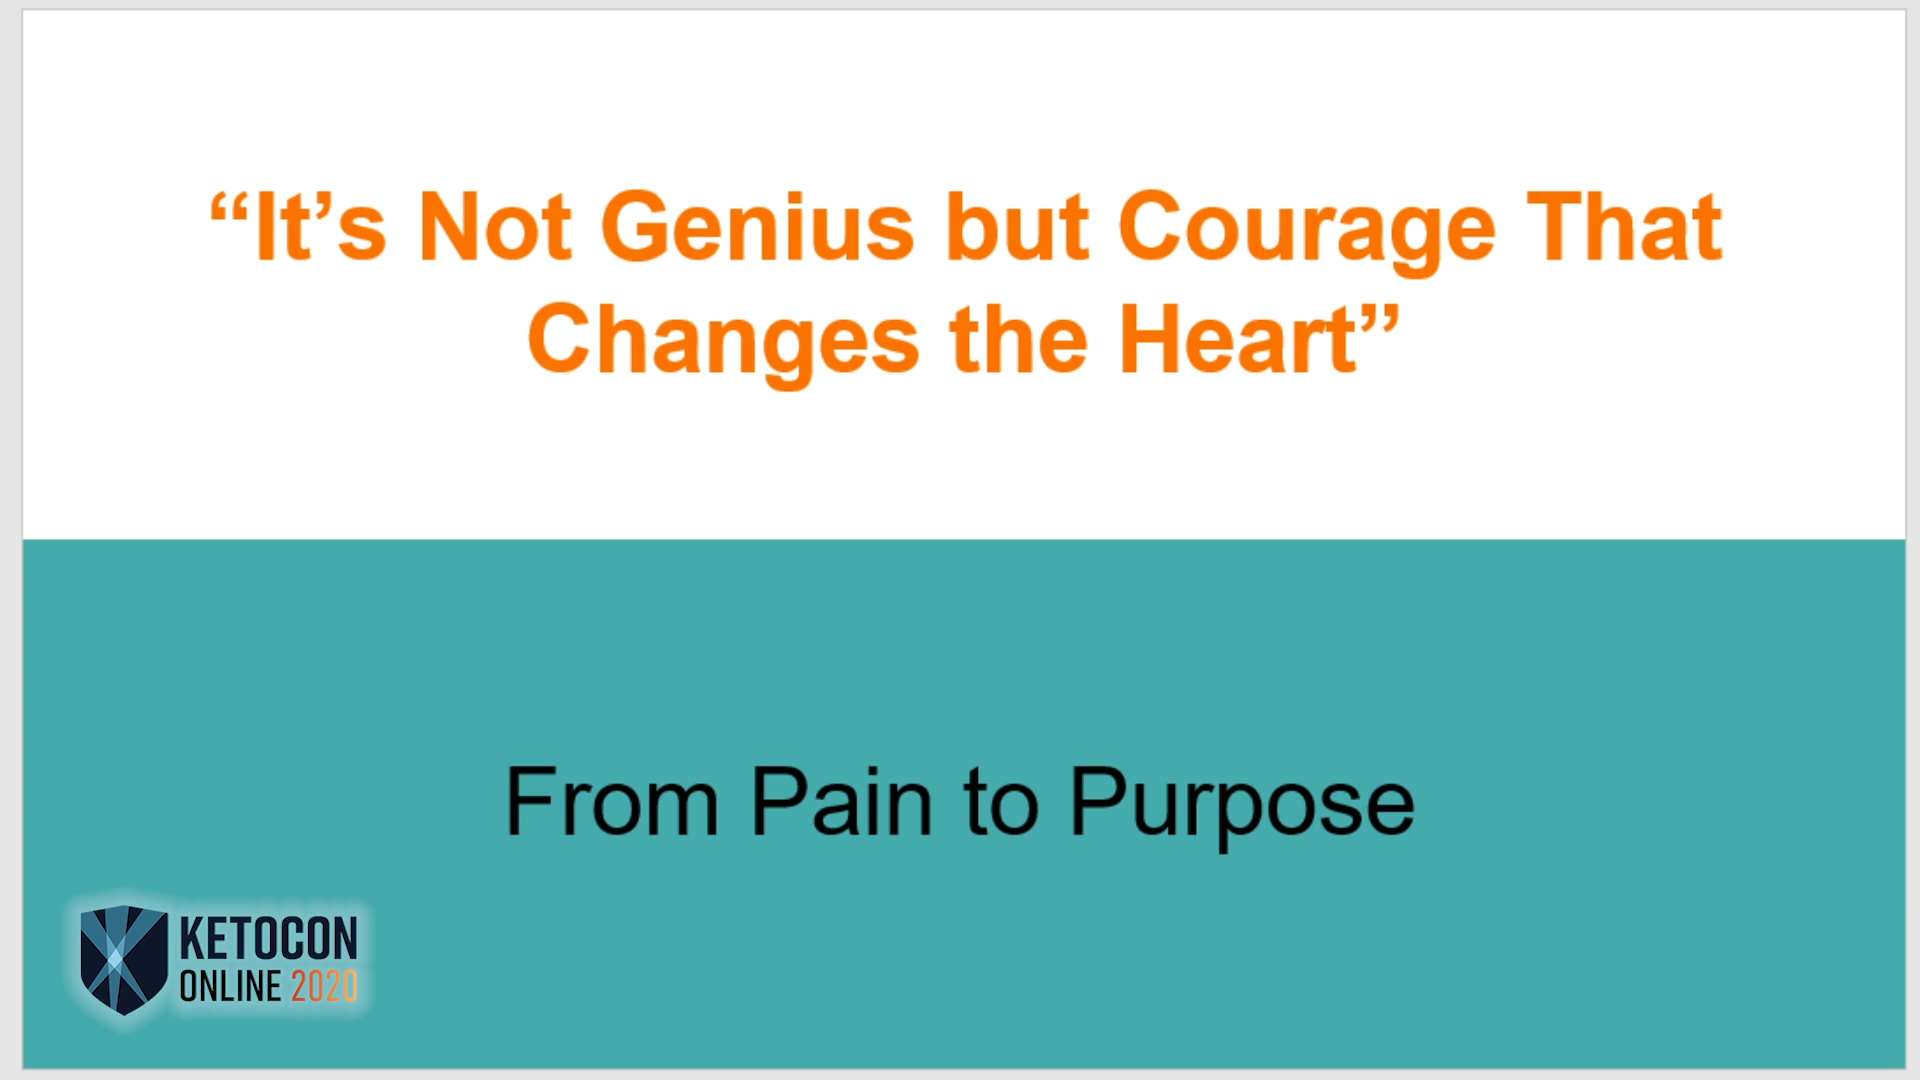 “It’s Not Genius but Courage That
Changes the Heart”
From Pain to Purpose
KETOCON
ONLINE 2020